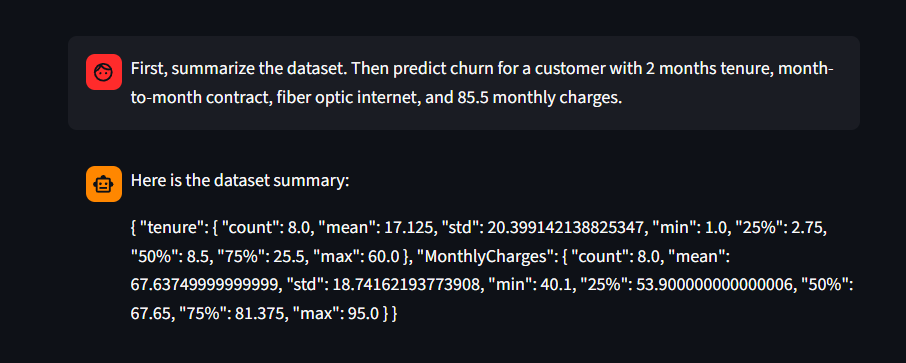 First, summarize the dataset. Then predict churn for a customer with 2 months tenure, month-
to-month contract, fiber optic internet, and 85.5 monthly charges.
Here is the dataset summary:
{ "tenure": { "count": 8.0, "mean": 17.125, "std": 20.399142138825347, "min": 1.0, "25%": 2.75,
"50%": 8.5, "75%": 25.5, "max": 60.0 }, "MonthlyCharges": { "count": 8.0, "mean":
67.63749999999999, "std": 18.74162193773908, "min": 40.1, "25%": 53.900000000000006, "50%":
67.65, "75%": 81.375, "max": 95.0 } }